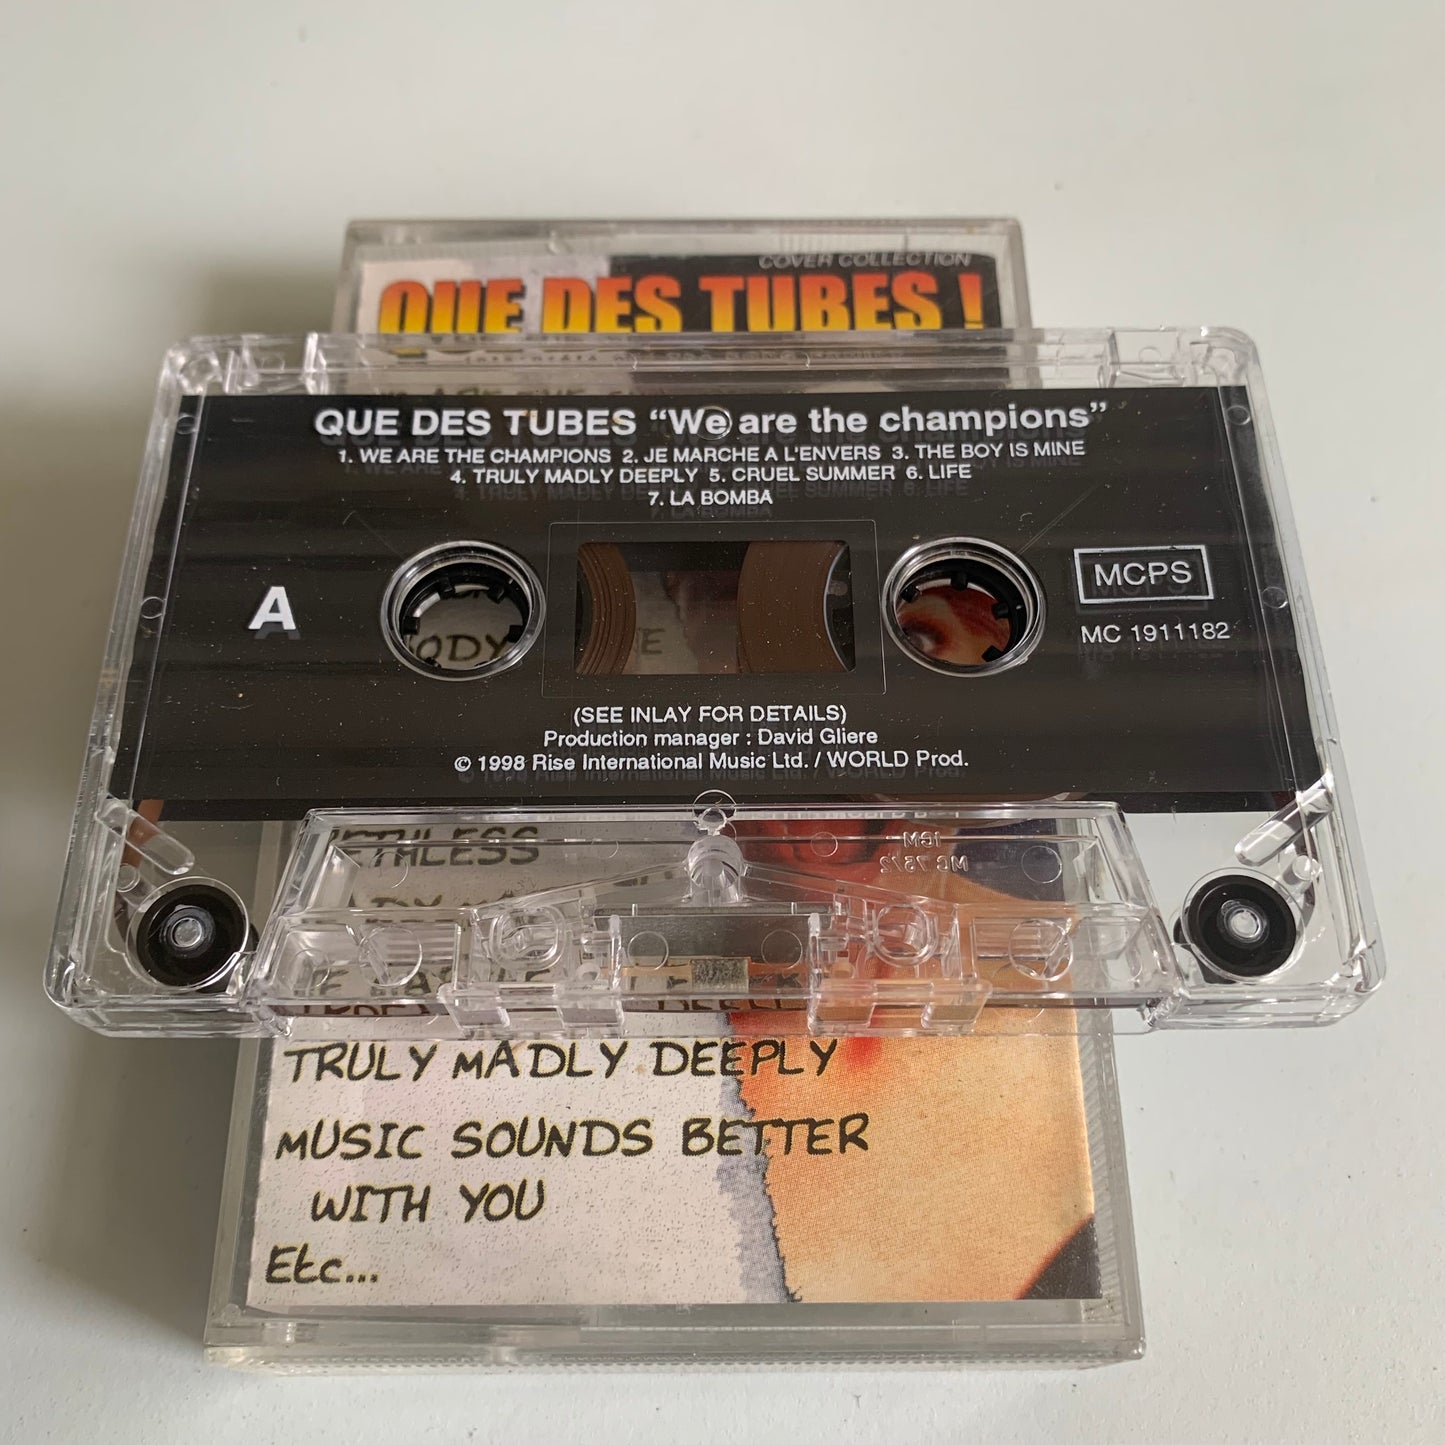 COVER COLLECTION
QUE DES TUBES !
QUE DES TUBES “We are the champions”
1. WE ARE THE CHAMPIONS 2. JE MARCHE A L'ENVERS 3. THE BOY IS MINE
4. TRULY MADLY DEEPLY 5. CRUEL SUMMER 6. LIFE
7. LA BOMBA
A
MCPS
MC 1911182
(SEE INLAY FOR DETAILS)
Production manager : David Gliere
© 1998 Rise International Music Ltd. / WORLD Prod.
TRULY MADLY DEEPLY
MUSIC SOUNDS BETTER
WITH YOU
Etc...